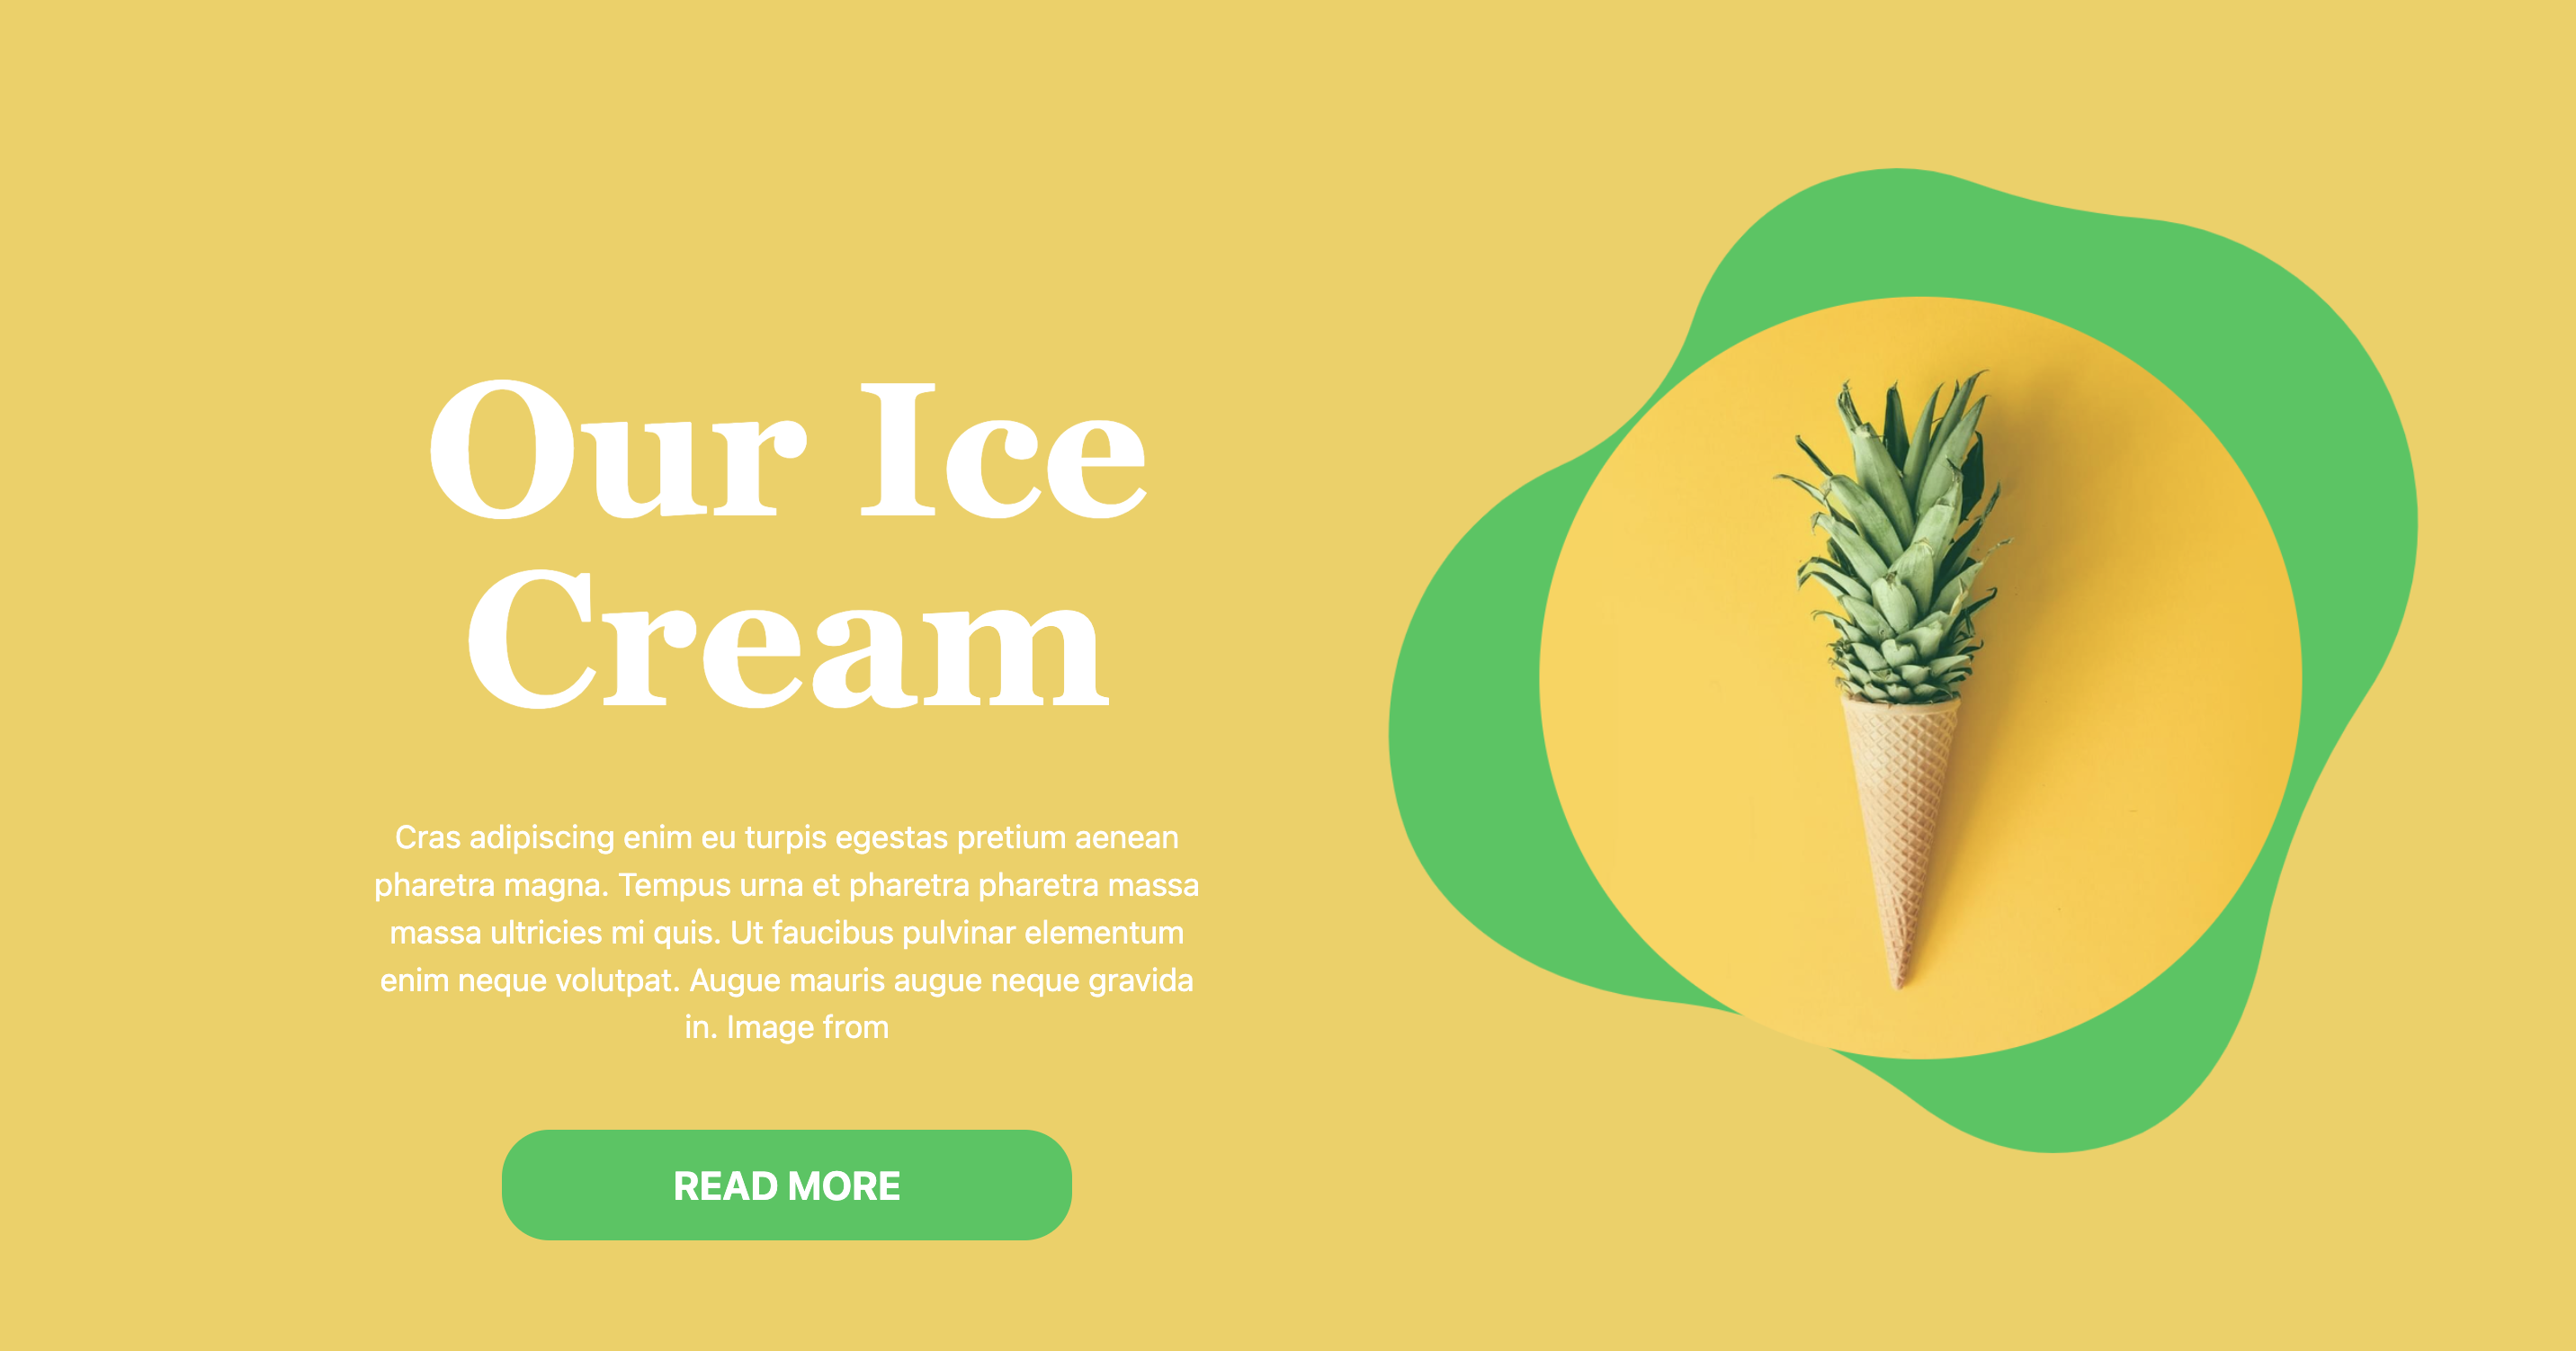 Our Ice
Cream
Cras adipiscing enim eu turpis egestas pretium aenean
pharetra magna. Tempus urna et pharetra pharetra massa
massa ultricies mi quis. Ut faucibus pulvinar elementum
enim neque volutpat. Augue mauris augue neque gravida
in. Image from
READ MORE